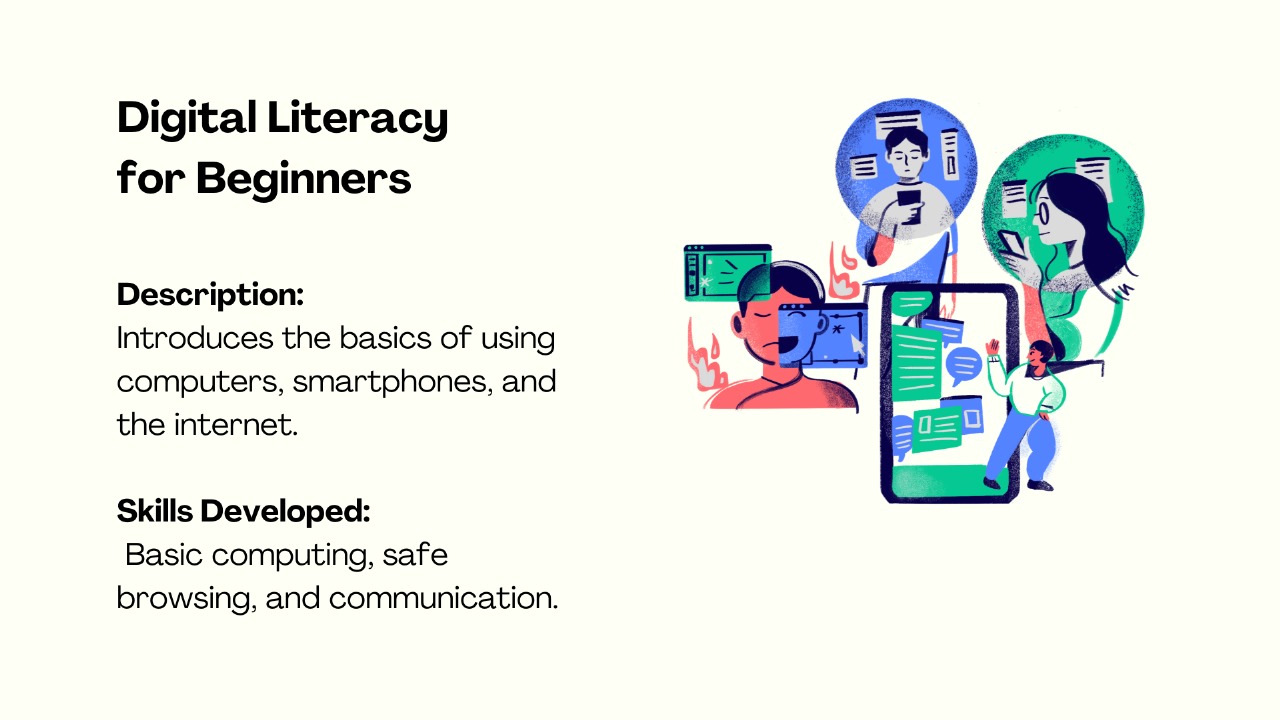 Digital Literacy
for Beginners
Description:
Introduces the basics of using
computers, smartphones, and
the internet.
Skills Developed:
Basic computing, safe
browsing, and communication.